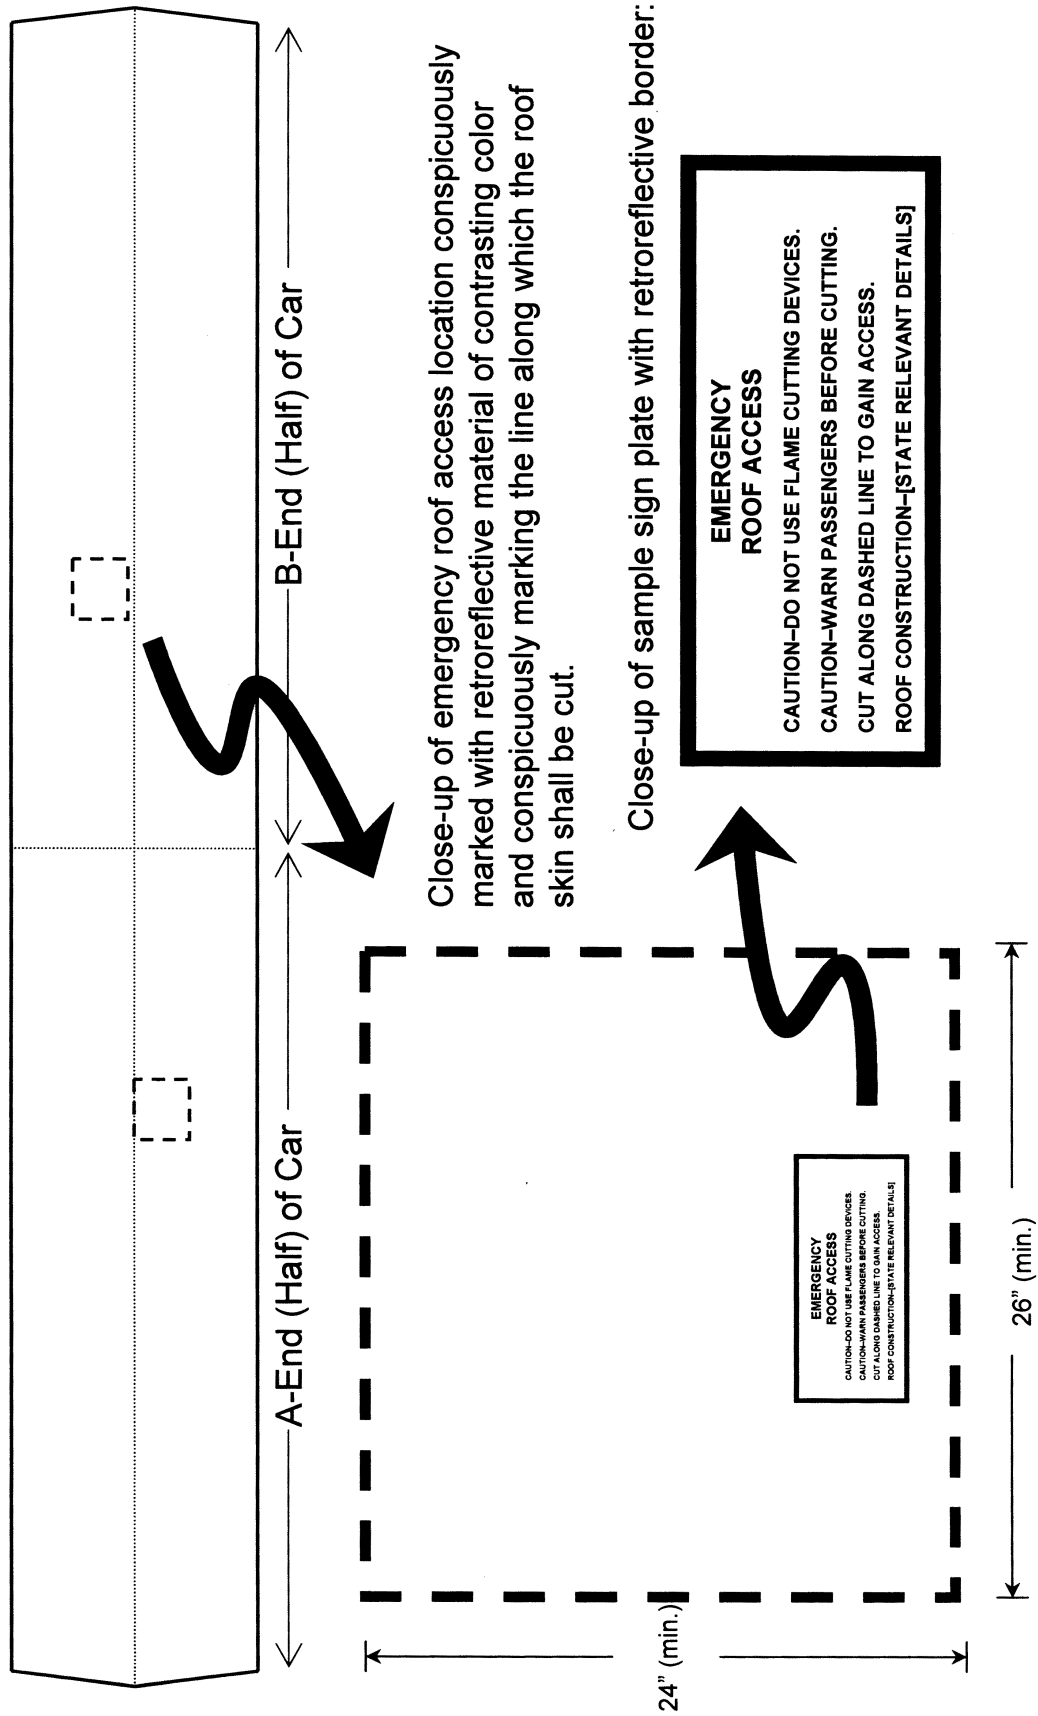 A-End (Half) of Car
B-End (Half) of Car
Close-up of emergency roof access location conspicuously
marked with retroreflective material of contrasting color
and conspicuously marking the line along which the roof
skin shall be cut.
Close-up of sample sign plate with retroreflective border:
EMERGENCY
ROOF ACCESS
CAUTION–DO NOT USE FLAME CUTTING DEVICES.
CAUTION–WARN PASSENGERS BEFORE CUTTING.
CUT ALONG DASHED LINE TO GAIN ACCESS.
ROOF CONSTRUCTION–[STATE RELEVANT DETAILS]
24" (min.)
EMERGENCY
ROOF ACCESS
CAUTION–DO NOT USE FLAME CUTTING DEVICES.
CAUTION–WARN PASSENGERS BEFORE CUTTING.
CUT ALONG DASHED LINE TO GAIN ACCESS.
ROOF CONSTRUCTION–[STATE RELEVANT DETAILS]
26" (min.)